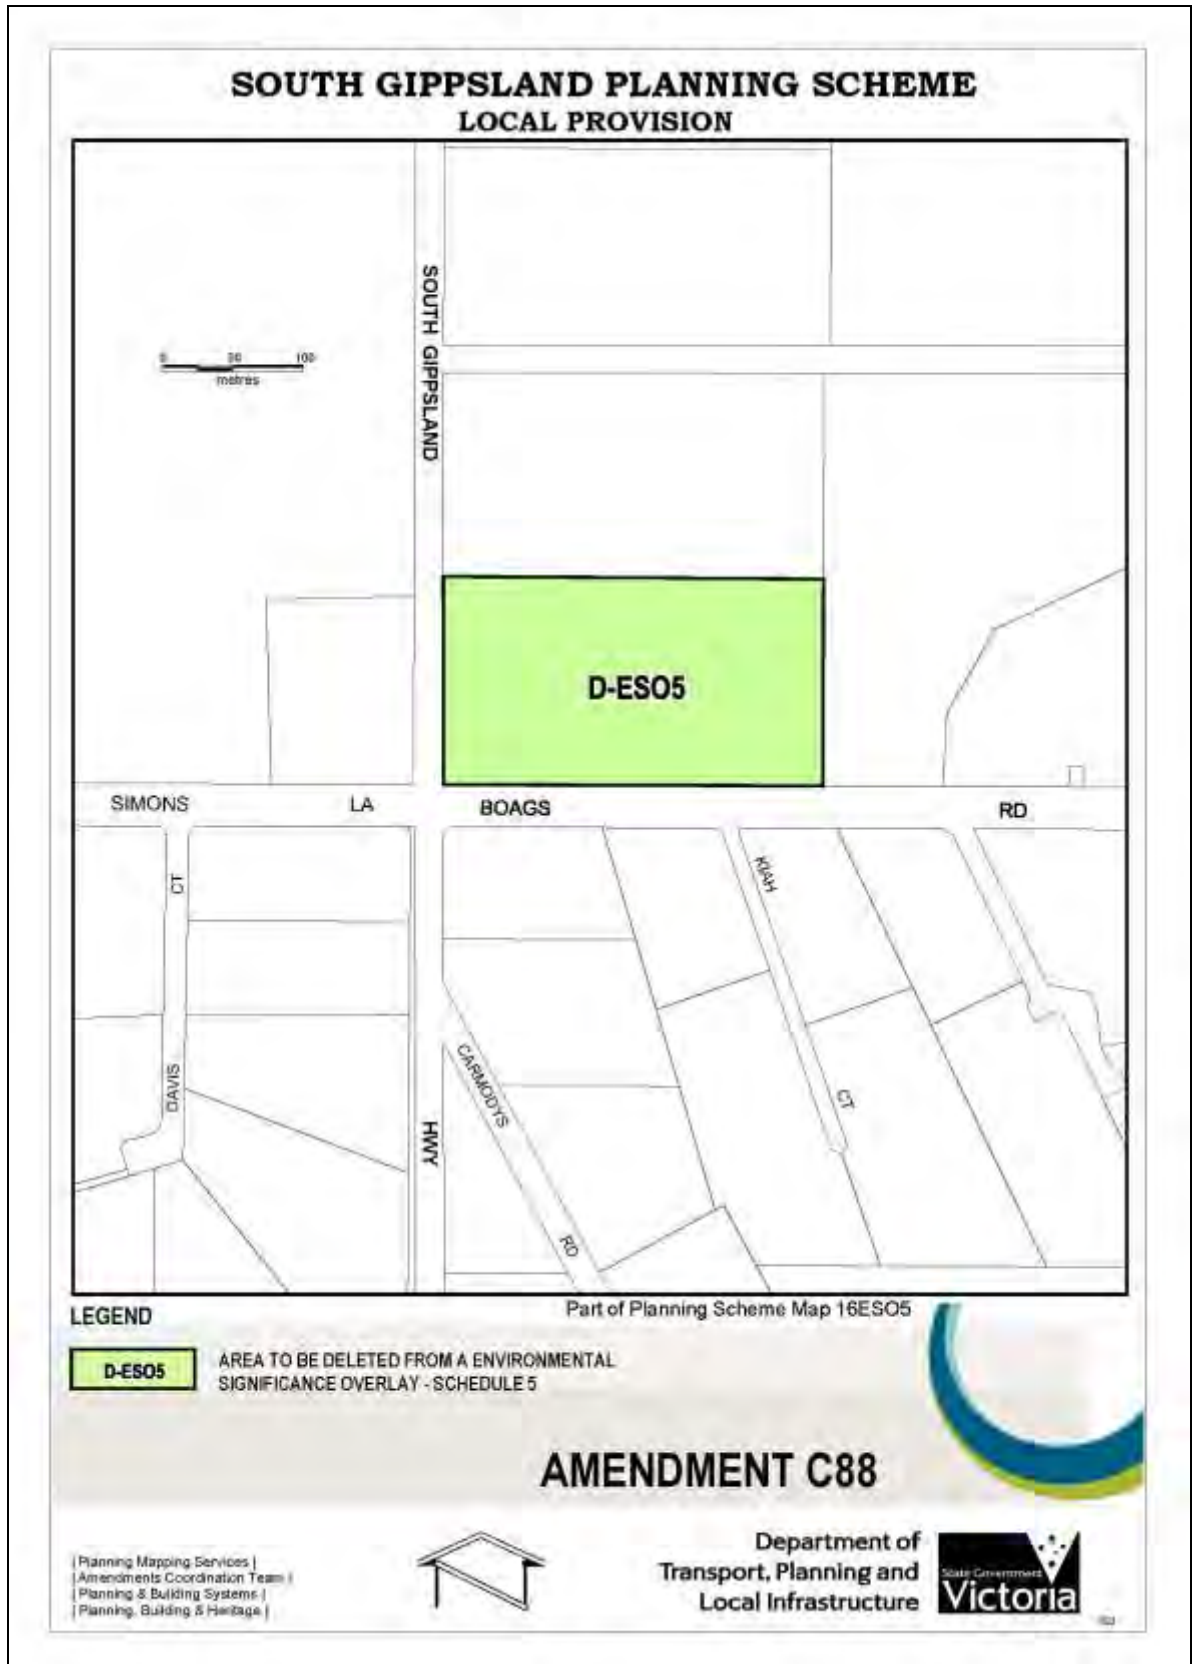 SOUTH GIPPSLAND PLANNING SCHEME
LOCAL PROVISION
SOUTH GIPPSLAND
0 50 100
metres
D-ESO5
SIMONS LA BOAGS RD
CT
KIAH
DAVIS
CARMODYS
CT
HWY
RD
LEGEND
Part of Planning Scheme Map 16ESO5
D-ESO5
AREA TO BE DELETED FROM A ENVIRONMENTAL
SIGNIFICANCE OVERLAY - SCHEDULE 5
AMENDMENT C88
| Planning Mapping Services |
| Amendments Coordination Team |
| Planning & Building Systems |
| Planning, Building & Heritage |
Department of
Transport, Planning and
Local Infrastructure
State Government
Victoria